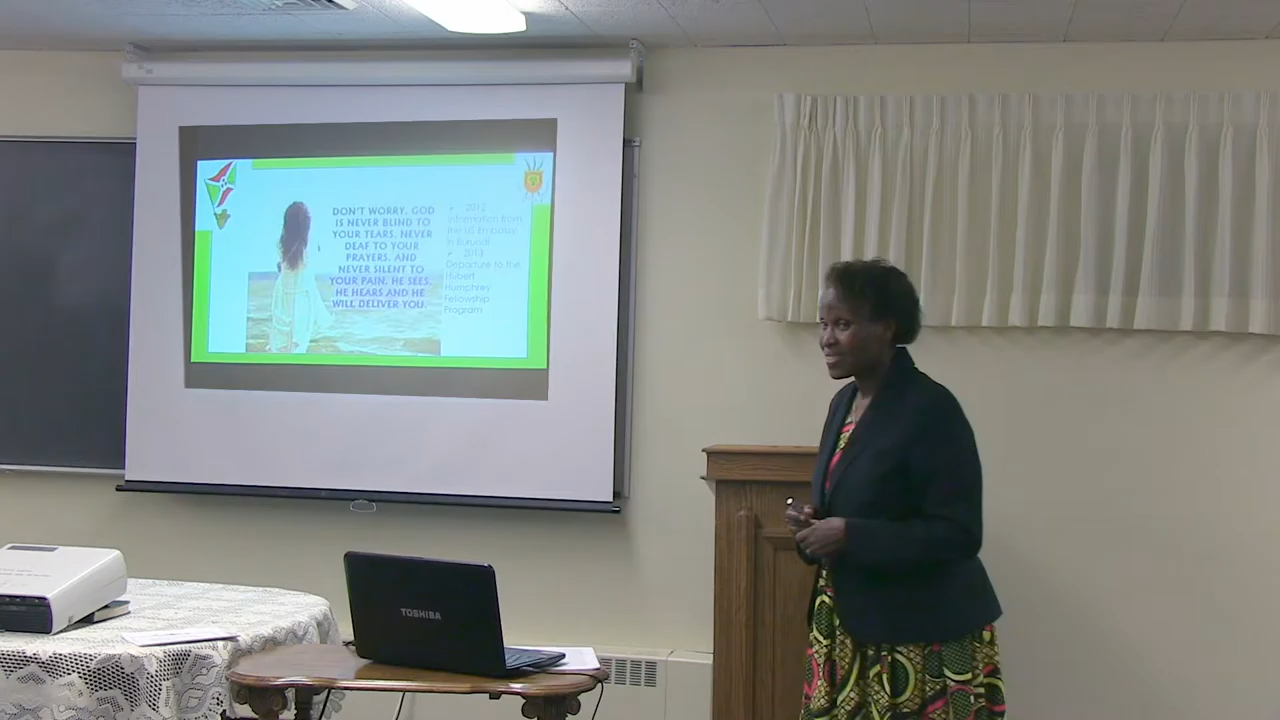 DON'T WORRY. GOD
IS NEVER BLIND TO
YOUR TEARS, NEVER
DEAF TO YOUR
PRAYERS, AND
NEVER SILENT TO
YOUR PAIN. HE SEES,
HE HEARS AND HE
WILL DELIVER YOU.
2012
Information from
the US Embassy
in Burundi
2013
Departure to the
Hubert
Humphrey
Fellowship
Program
TOSHIBA